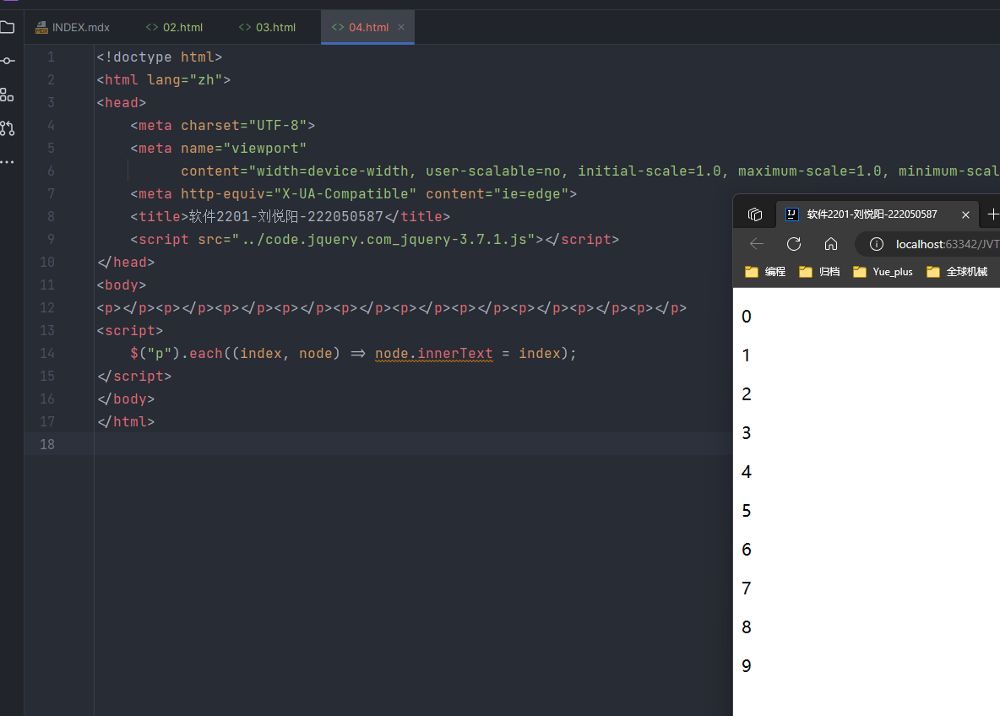 INDEX.mdx
02.html
03.html
04.html
1 <!doctype html>
2 <html lang="zh">
3 <head>
4 <meta charset="UTF-8">
5 <meta name="viewport"
6 content="width=device-width, user-scalable=no, initial-scale=1.0, maximum-scale=1.0, minimum-scal
7 <meta http-equiv="X-UA-Compatible" content="ie=edge">
8 <title>软件2201-刘悦阳-222050587</title>
9 <script src="../code.jquery.com_jquery-3.7.1.js"></script>
10 </head>
11 <body>
12 <p></p><p></p><p></p><p></p><p></p><p></p><p></p><p></p><p></p><p></p>
13 <script>
14 $("p").each((index, node) => node.innerText = index);
15 </script>
16 </body>
17 </html>
18
软件2201-刘悦阳-222050587
localhost:63342/JVT
编程 归档 Yue_plus 全球机械
0
1
2
3
4
5
6
7
8
9